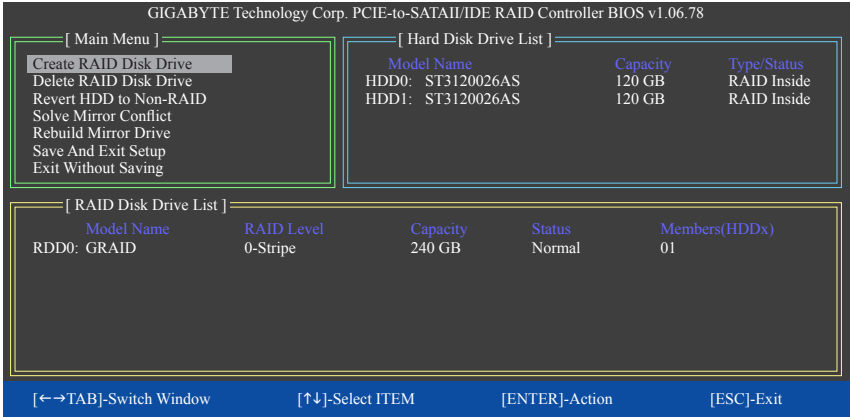 GIGABYTE Technology Corp. PCIE-to-SATAII/IDE RAID Controller BIOS v1.06.78
[ Main Menu ]
Create RAID Disk Drive
Delete RAID Disk Drive
Revert HDD to Non-RAID
Solve Mirror Conflict
Rebuild Mirror Drive
Save And Exit Setup
Exit Without Saving
[ Hard Disk Drive List ]
Model Name Capacity Type/Status
HDD0: ST3120026AS 120 GB RAID Inside
HDD1: ST3120026AS 120 GB RAID Inside
[ RAID Disk Drive List ]
Model Name RAID Level Capacity Status Members(HDDx)
RDD0: GRAID 0-Stripe 240 GB Normal 01
[←→TAB]-Switch Window [↑↓]-Select ITEM [ENTER]-Action [ESC]-Exit